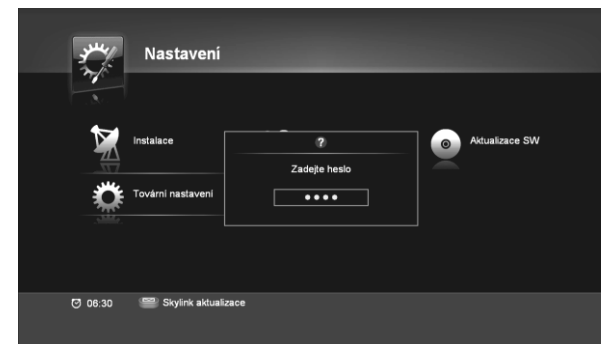 Nastavení
Instalace
?
Aktualizace SW
Zadejte heslo
Tovární nastavení
••••
06:30 Skylink aktualizace